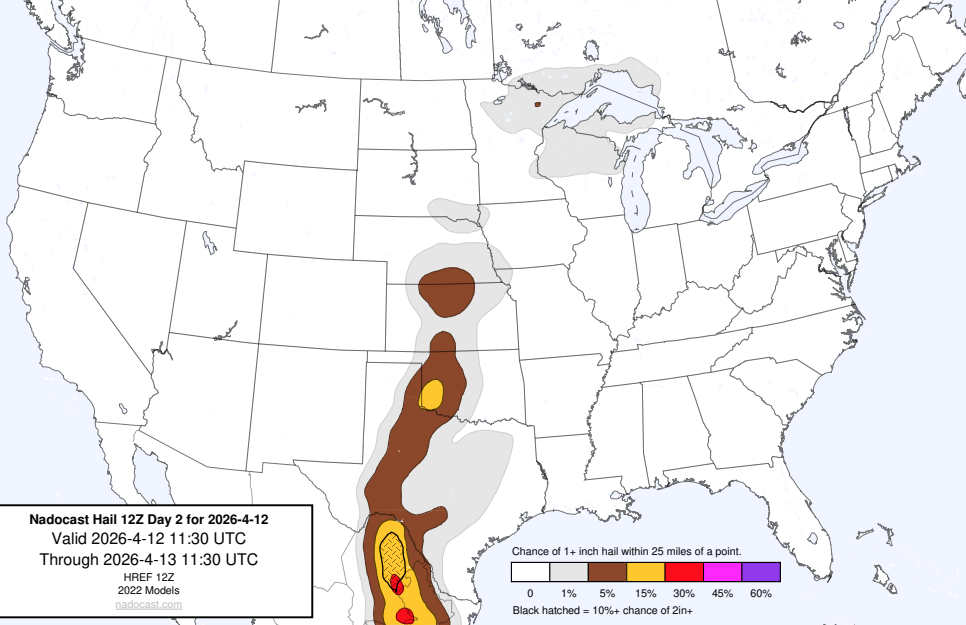 Nadocast Hail 12Z Day 2 for 2026-4-12
Valid 2026-4-12 11:30 UTC
Through 2026-4-13 11:30 UTC
HREF 12Z
2022 Models
nadocast.com
Chance of 1+ inch hail within 25 miles of a point.
0 1% 5% 15% 30% 45% 60%
Black hatched = 10%+ chance of 2in+